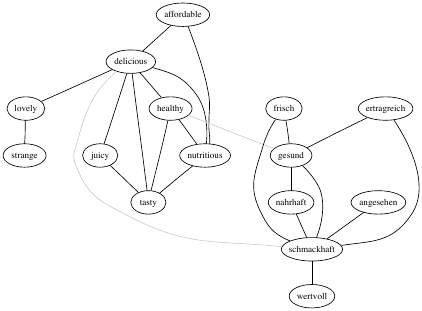 affordable
delicious
lovely
healthy
frisch
ertragreich
strange
juicy
nutritious
gesund
tasty
nahrhaft
angesehen
schmackhaft
wertvoll